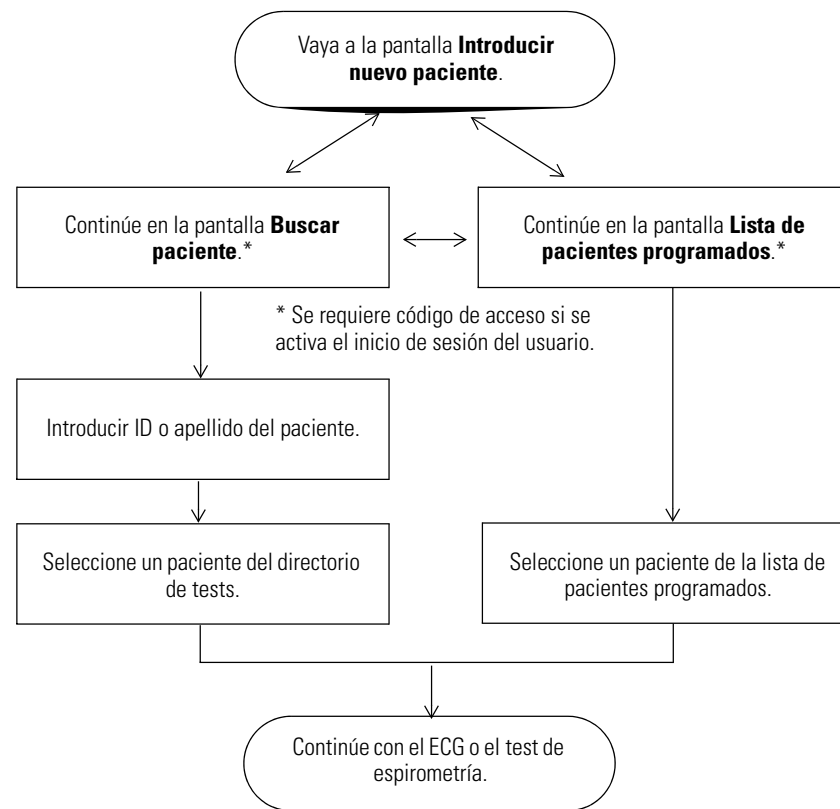 Vaya a la pantalla Introducir
nuevo paciente.
Continúe en la pantalla Buscar
paciente.*
Continúe en la pantalla Lista de
pacientes programados.*
* Se requiere código de acceso si se
activa el inicio de sesión del usuario.
Introducir ID o apellido del paciente.
Seleccione un paciente del directorio
de tests.
Seleccione un paciente de la lista de
pacientes programados.
Continúe con el ECG o el test de
espirometría.